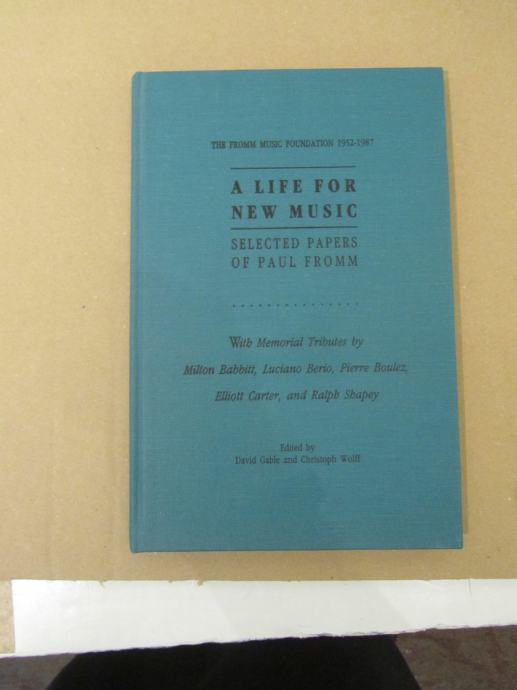 THE FROMM MUSIC FOUNDATION 1952-1987
A LIFE FOR
NEW MUSIC
SELECTED PAPERS
OF PAUL FROMM
With Memorial Tributes by
Milton Babbitt, Luciano Berio, Pierre Boulez,
Elliott Carter, and Ralph Shapey
Edited by
David Gable and Christoph Wolff